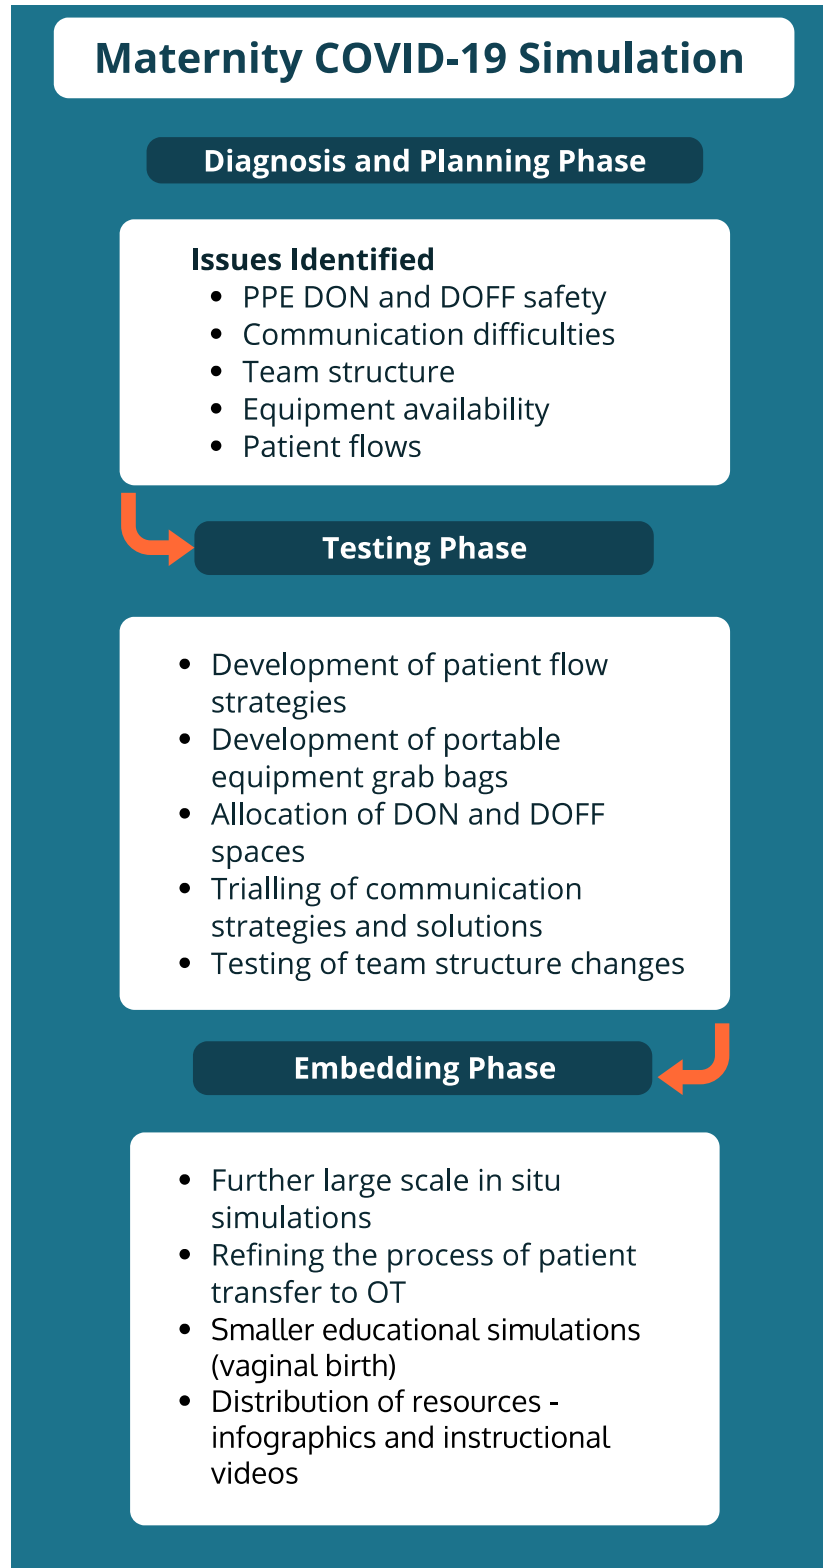 Maternity COVID-19 Simulation
Diagnosis and Planning Phase
Issues Identified
• PPE DON and DOFF safety
• Communication difficulties
• Team structure
• Equipment availability
• Patient flows
Testing Phase
• Development of patient flow
strategies
• Development of portable
equipment grab bags
• Allocation of DON and DOFF
spaces
• Trialling of communication
strategies and solutions
• Testing of team structure changes
Embedding Phase
• Further large scale in situ
simulations
• Refining the process of patient
transfer to OT
• Smaller educational simulations
(vaginal birth)
• Distribution of resources -
infographics and instructional
videos